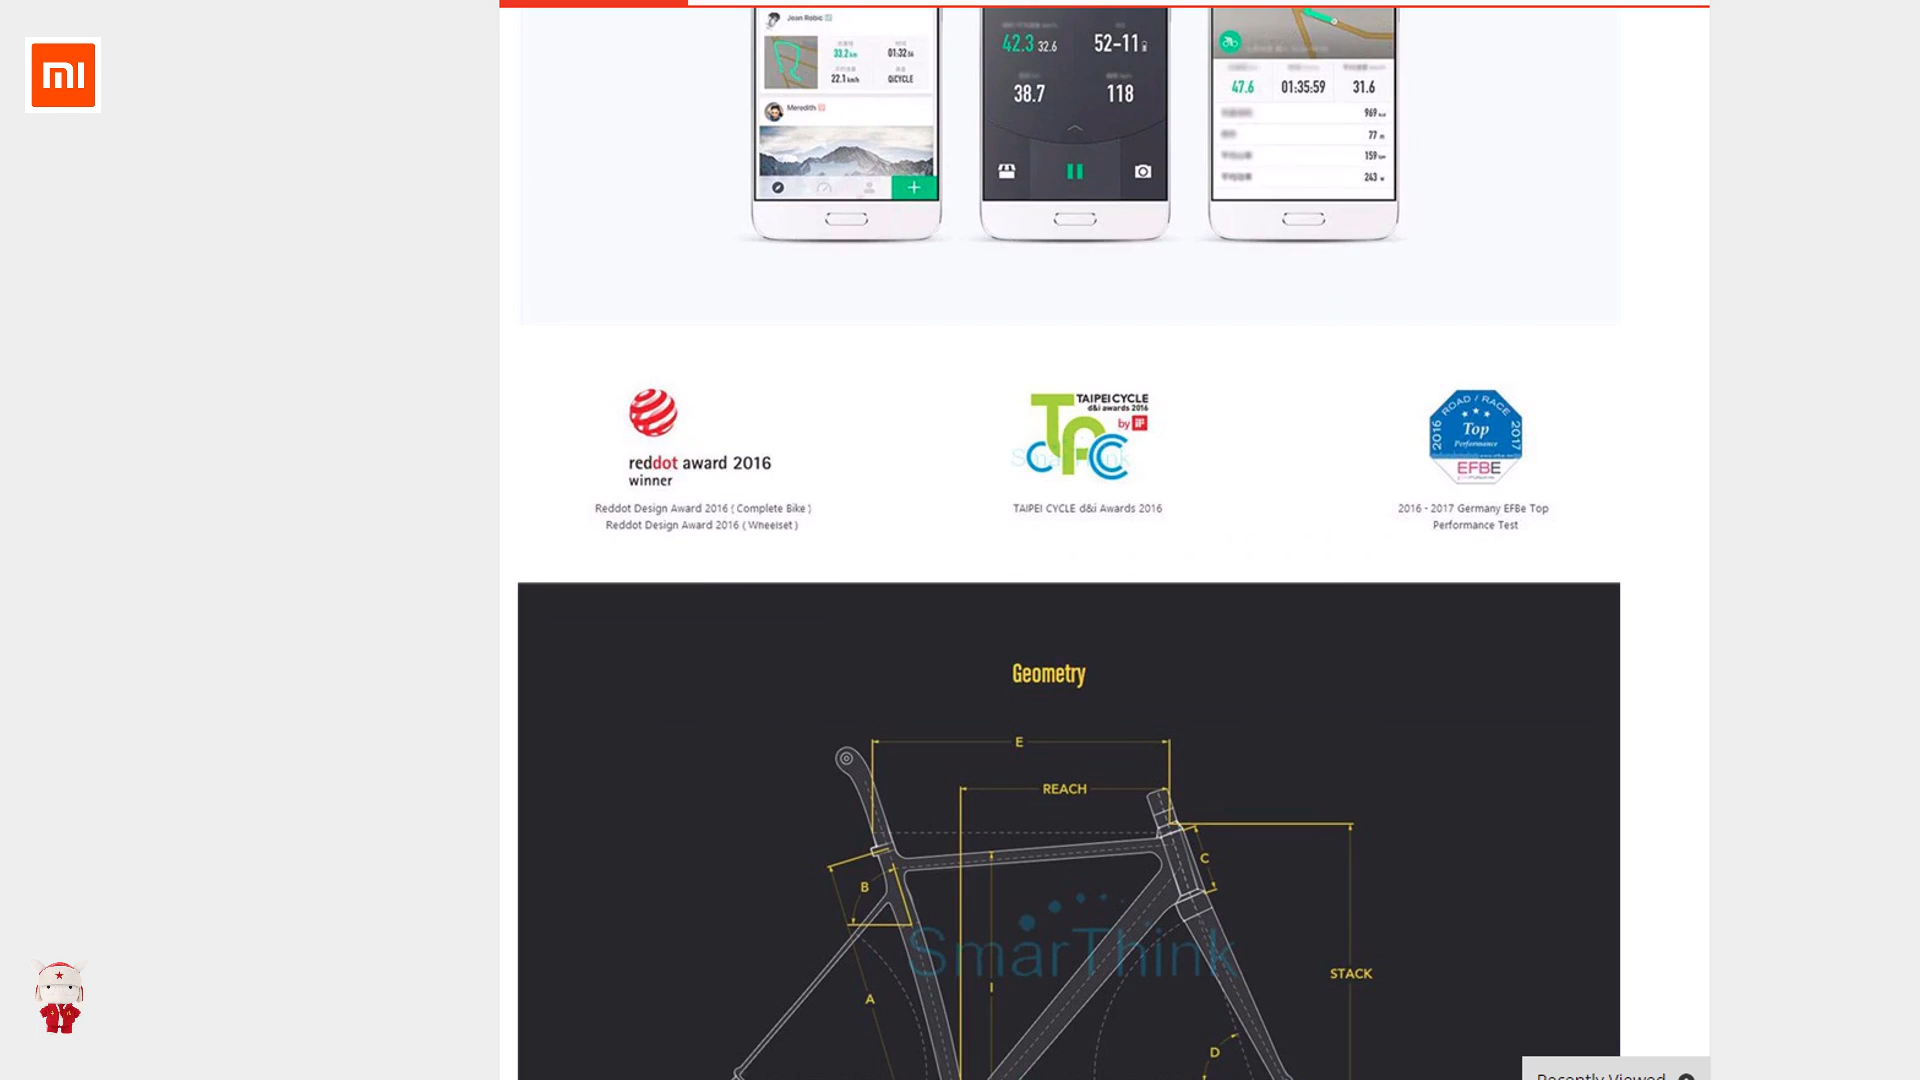 Jean Robic
33.2 km 01:32:56
22.1 km/h QICYCLE
Meredith
42.3 32.6 52-11
38.7 118
47.6 01:35:59 31.6
969 kcal
77 m
159
243 w
mi
TAIPEI CYCLE
d&i awards 2016
by iF
ROAD / RACE
2016 Top 2017
Performance
EFBE
reddot award 2016
winner
Reddot Design Award 2016 ( Complete Bike )
Reddot Design Award 2016 ( Wheelset )
TAIPEI CYCLE d&i Awards 2016
2016 - 2017 Germany EFBe Top
Performance Test
Geometry
E
REACH
C
B
SmarThink
STACK
I
A
D
Recently Viewed